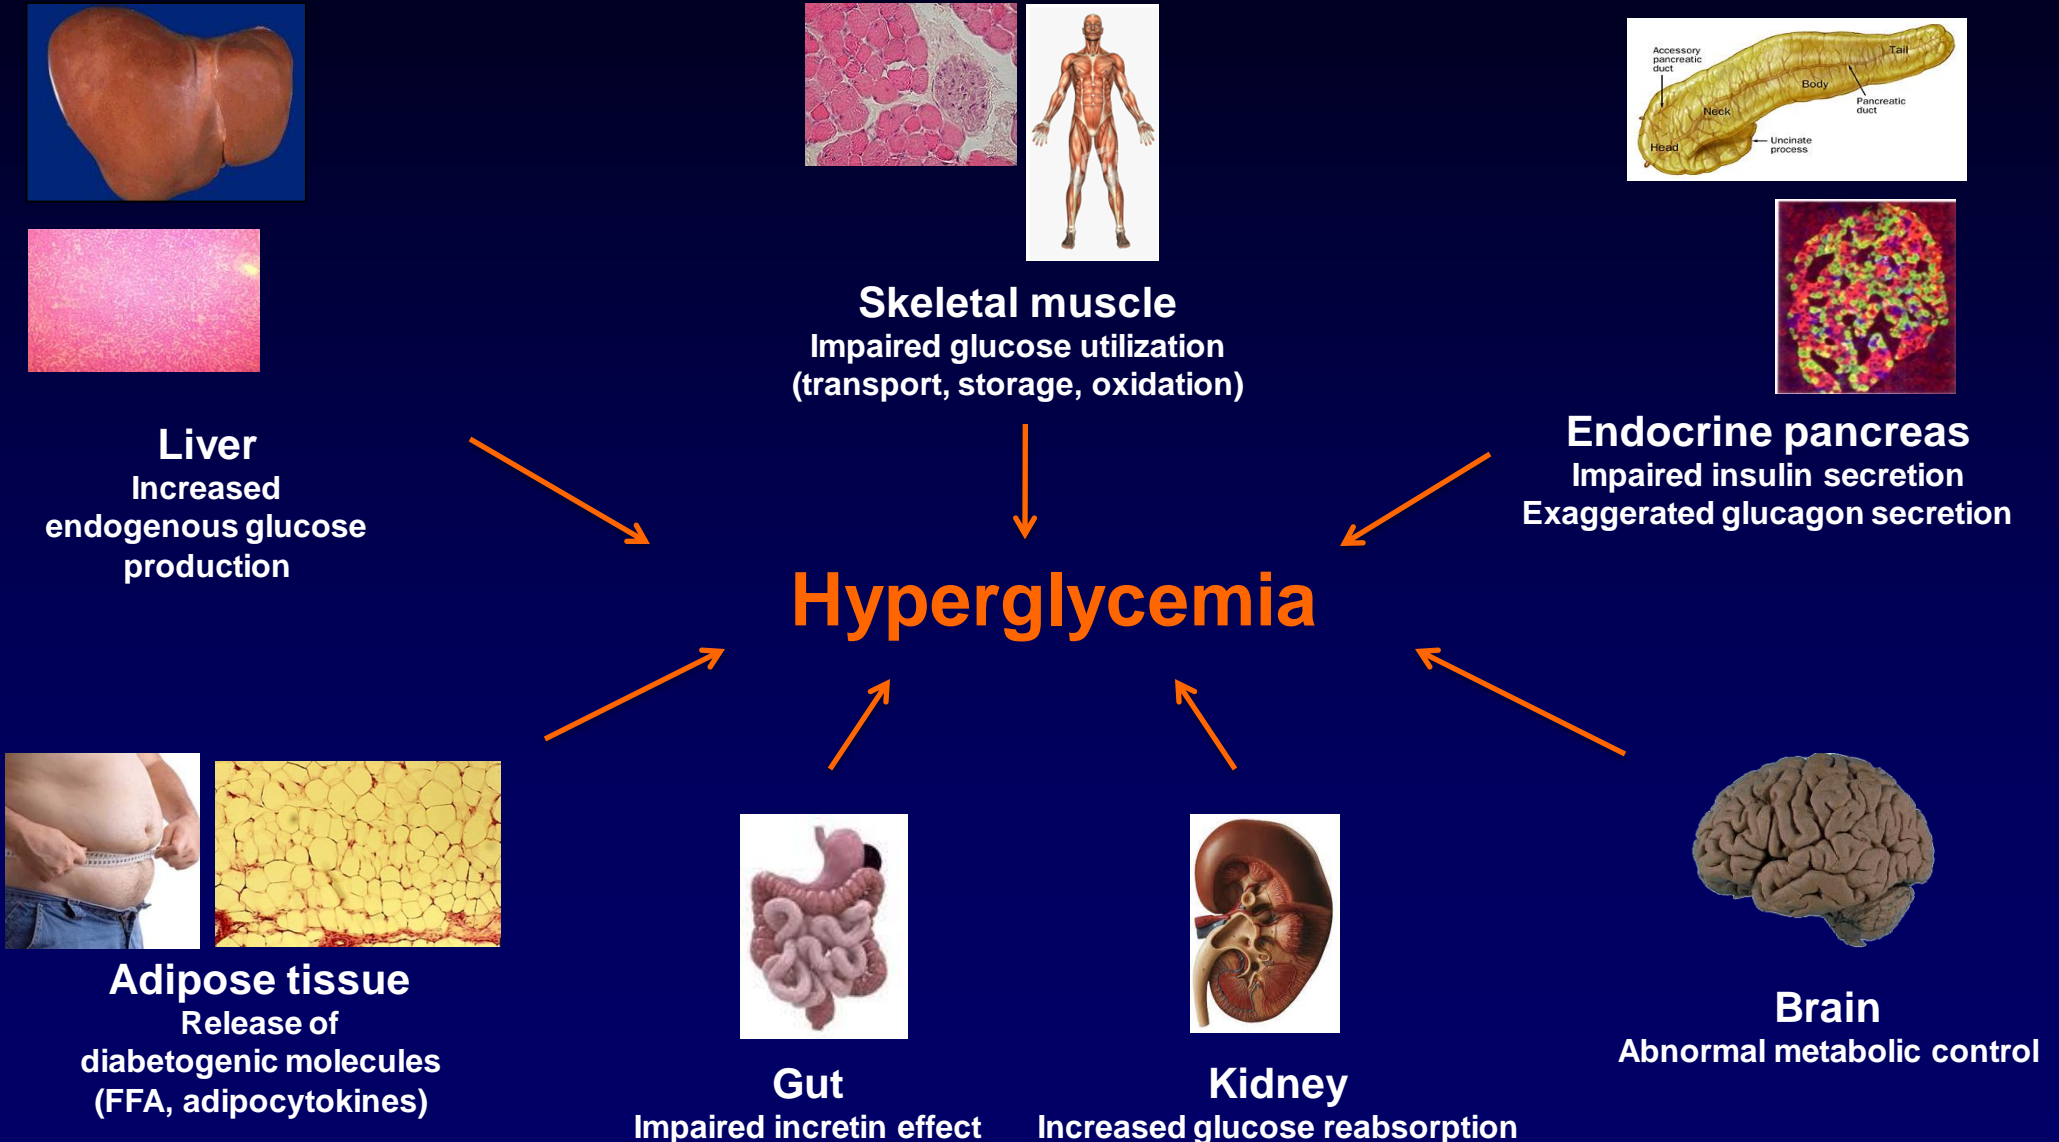 Accessory
pancreatic
duct
Tail
Body
Pancreatic
duct
Neck
Uncinate
process
Head
Skeletal muscle
Impaired glucose utilization
(transport, storage, oxidation)
Liver
Increased
endogenous glucose
production
Endocrine pancreas
Impaired insulin secretion
Exaggerated glucagon secretion
Hyperglycemia
Adipose tissue
Release of
diabetogenic molecules
(FFA, adipocytokines)
Gut
Impaired incretin effect
Kidney
Increased glucose reabsorption
Brain
Abnormal metabolic control